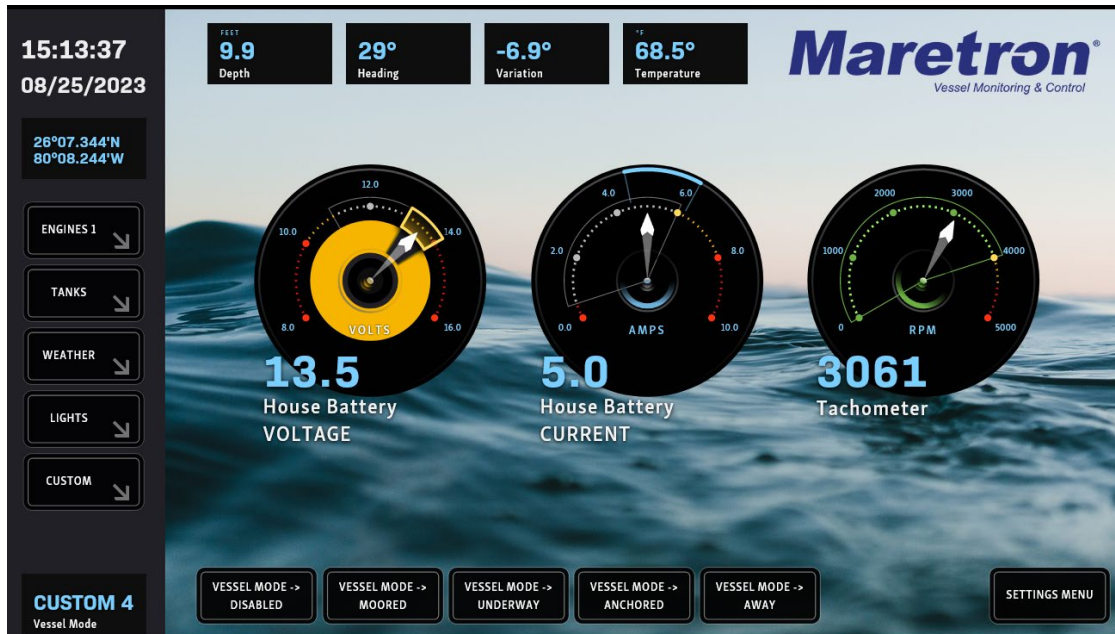 15:13:37
08/25/2023
26°07.344'N
80°08.244'W
ENGINES 1
TANKS
WEATHER
LIGHTS
CUSTOM
CUSTOM 4
Vessel Mode
FEET
9.9
Depth
29°
Heading
-6.9°
Variation
°F
68.5°
Temperature
Maretron®
Vessel Monitoring & Control
8.0
10.0
12.0
14.0
16.0
VOLTS
13.5
House Battery
VOLTAGE
0.0
2.0
4.0
6.0
8.0
10.0
AMPS
5.0
House Battery
CURRENT
0
1000
2000
3000
4000
5000
RPM
3061
Tachometer
VESSEL MODE ->
DISABLED
VESSEL MODE ->
MOORED
VESSEL MODE ->
UNDERWAY
VESSEL MODE ->
ANCHORED
VESSEL MODE ->
AWAY
SETTINGS MENU